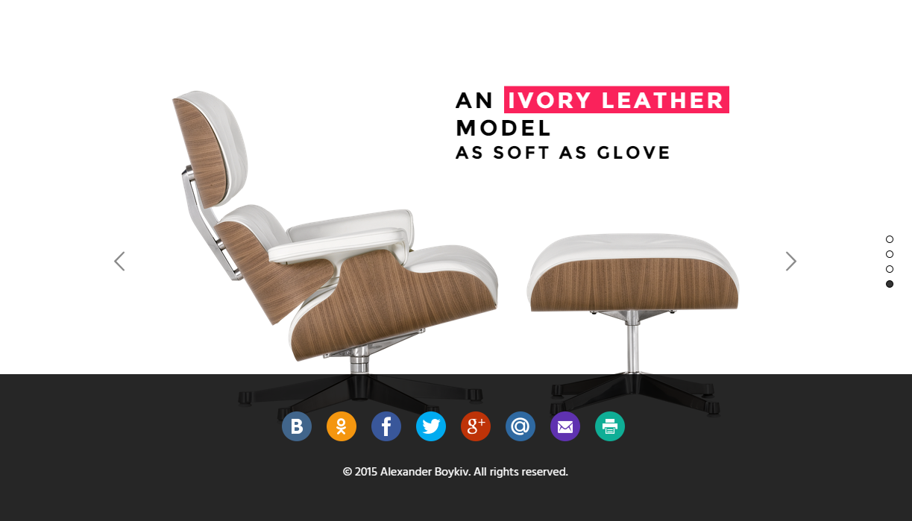 AN IVORY LEATHER
MODEL
AS SOFT AS GLOVE
© 2015 Alexander Boykiv. All rights reserved.